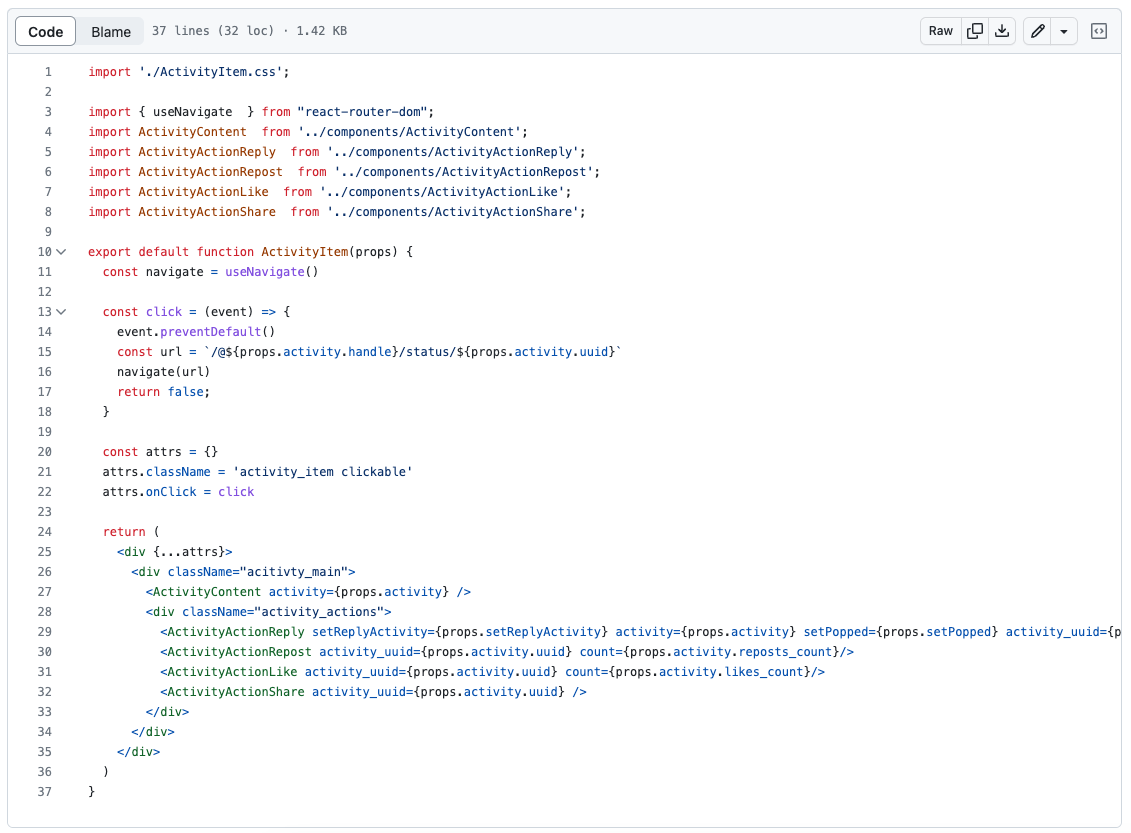 Code Blame 37 lines (32 loc) · 1.42 KB Raw
1 import './ActivityItem.css';
2
3 import { useNavigate  } from "react-router-dom";
4 import ActivityContent  from '../components/ActivityContent';
5 import ActivityActionReply  from '../components/ActivityActionReply';
6 import ActivityActionRepost  from '../components/ActivityActionRepost';
7 import ActivityActionLike  from '../components/ActivityActionLike';
8 import ActivityActionShare  from '../components/ActivityActionShare';
9
10 export default function ActivityItem(props) {
11   const navigate = useNavigate()
12
13   const click = (event) => {
14     event.preventDefault()
15     const url = `/@${props.activity.handle}/status/${props.activity.uuid}`
16     navigate(url)
17     return false;
18   }
19
20   const attrs = {}
21   attrs.className = 'activity_item clickable'
22   attrs.onClick = click
23
24   return (
25     <div {...attrs}>
26       <div className="acitivty_main">
27         <ActivityContent activity={props.activity} />
28         <div className="activity_actions">
29           <ActivityActionReply setReplyActivity={props.setReplyActivity} activity={props.activity} setPopped={props.setPopped} activity_uuid={p
30           <ActivityActionRepost activity_uuid={props.activity.uuid} count={props.activity.reposts_count}/>
31           <ActivityActionLike activity_uuid={props.activity.uuid} count={props.activity.likes_count}/>
32           <ActivityActionShare activity_uuid={props.activity.uuid} />
33         </div>
34       </div>
35     </div>
36   )
37 }